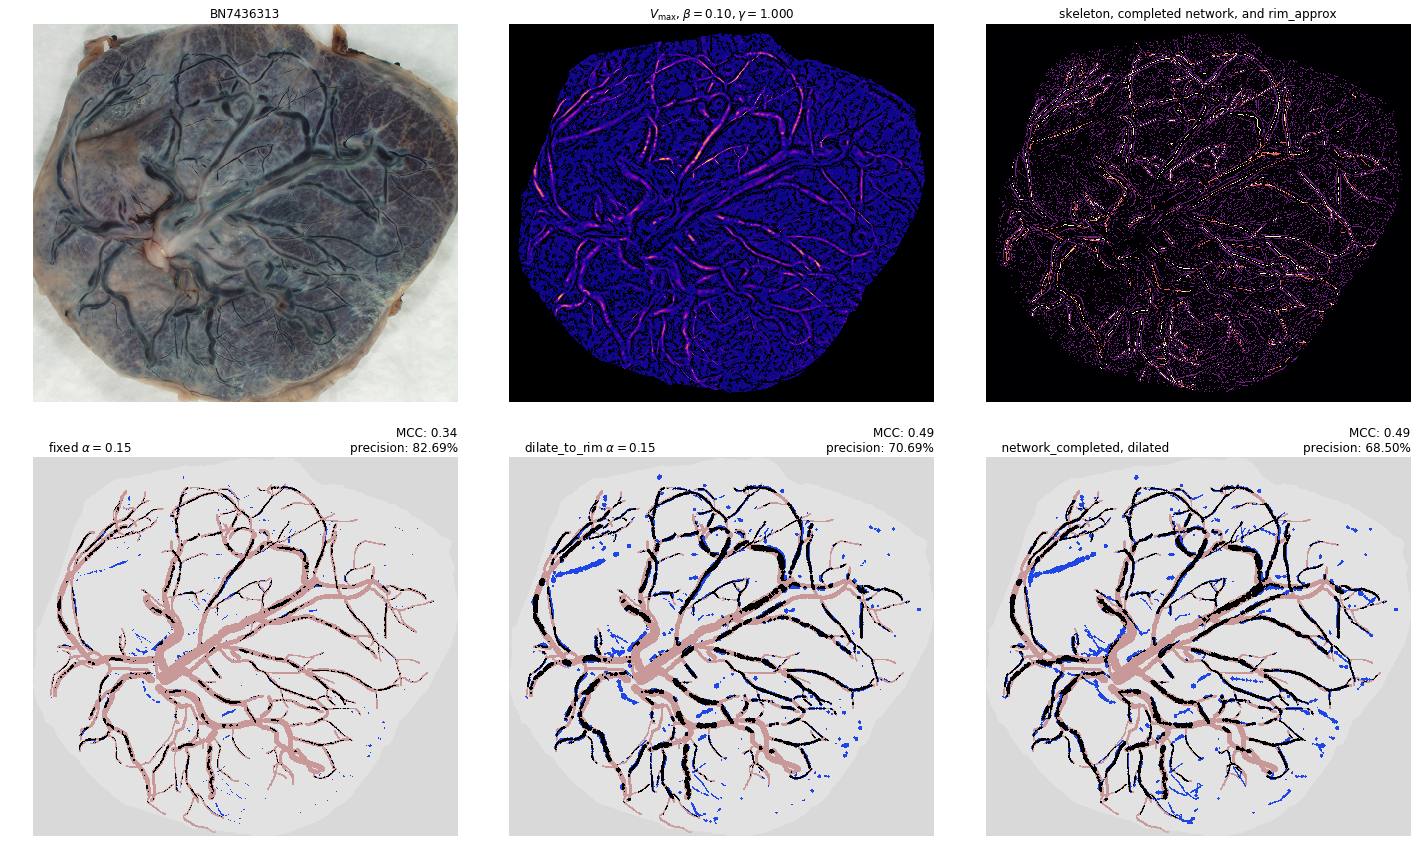 BN7436313
V_max, β = 0.10, γ = 1.000
skeleton, completed network, and rim_approx
MCC: 0.34
fixed α = 0.15 precision: 82.69%
MCC: 0.49
dilate_to_rim α = 0.15 precision: 70.69%
MCC: 0.49
network_completed, dilated precision: 68.50%